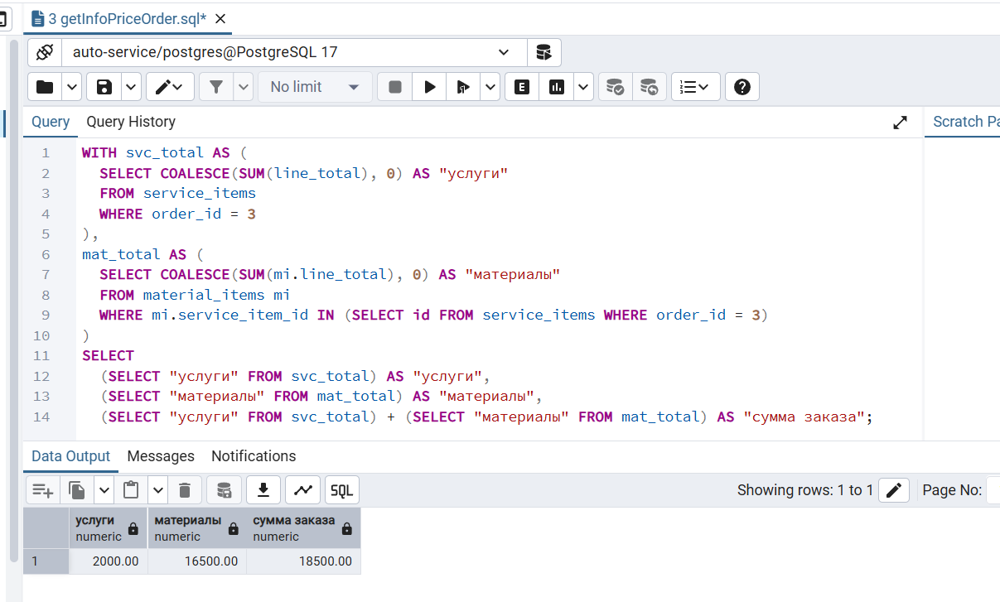 3 getInfoPriceOrder.sql*
auto-service/postgres@PostgreSQL 17
No limit
Query Query History
Scratch Pa
1 WITH svc_total AS (
2 SELECT COALESCE(SUM(line_total), 0) AS "услуги"
3 FROM service_items
4 WHERE order_id = 3
5 ),
6 mat_total AS (
7 SELECT COALESCE(SUM(mi.line_total), 0) AS "материалы"
8 FROM material_items mi
9 WHERE mi.service_item_id IN (SELECT id FROM service_items WHERE order_id = 3)
10 )
11 SELECT
12 (SELECT "услуги" FROM svc_total) AS "услуги",
13 (SELECT "материалы" FROM mat_total) AS "материалы",
14 (SELECT "услуги" FROM svc_total) + (SELECT "материалы" FROM mat_total) AS "сумма заказа";
Data Output Messages Notifications
SQL
Showing rows: 1 to 1
Page No:
услуги материалы сумма заказа
numeric numeric numeric
1 2000.00 16500.00 18500.00